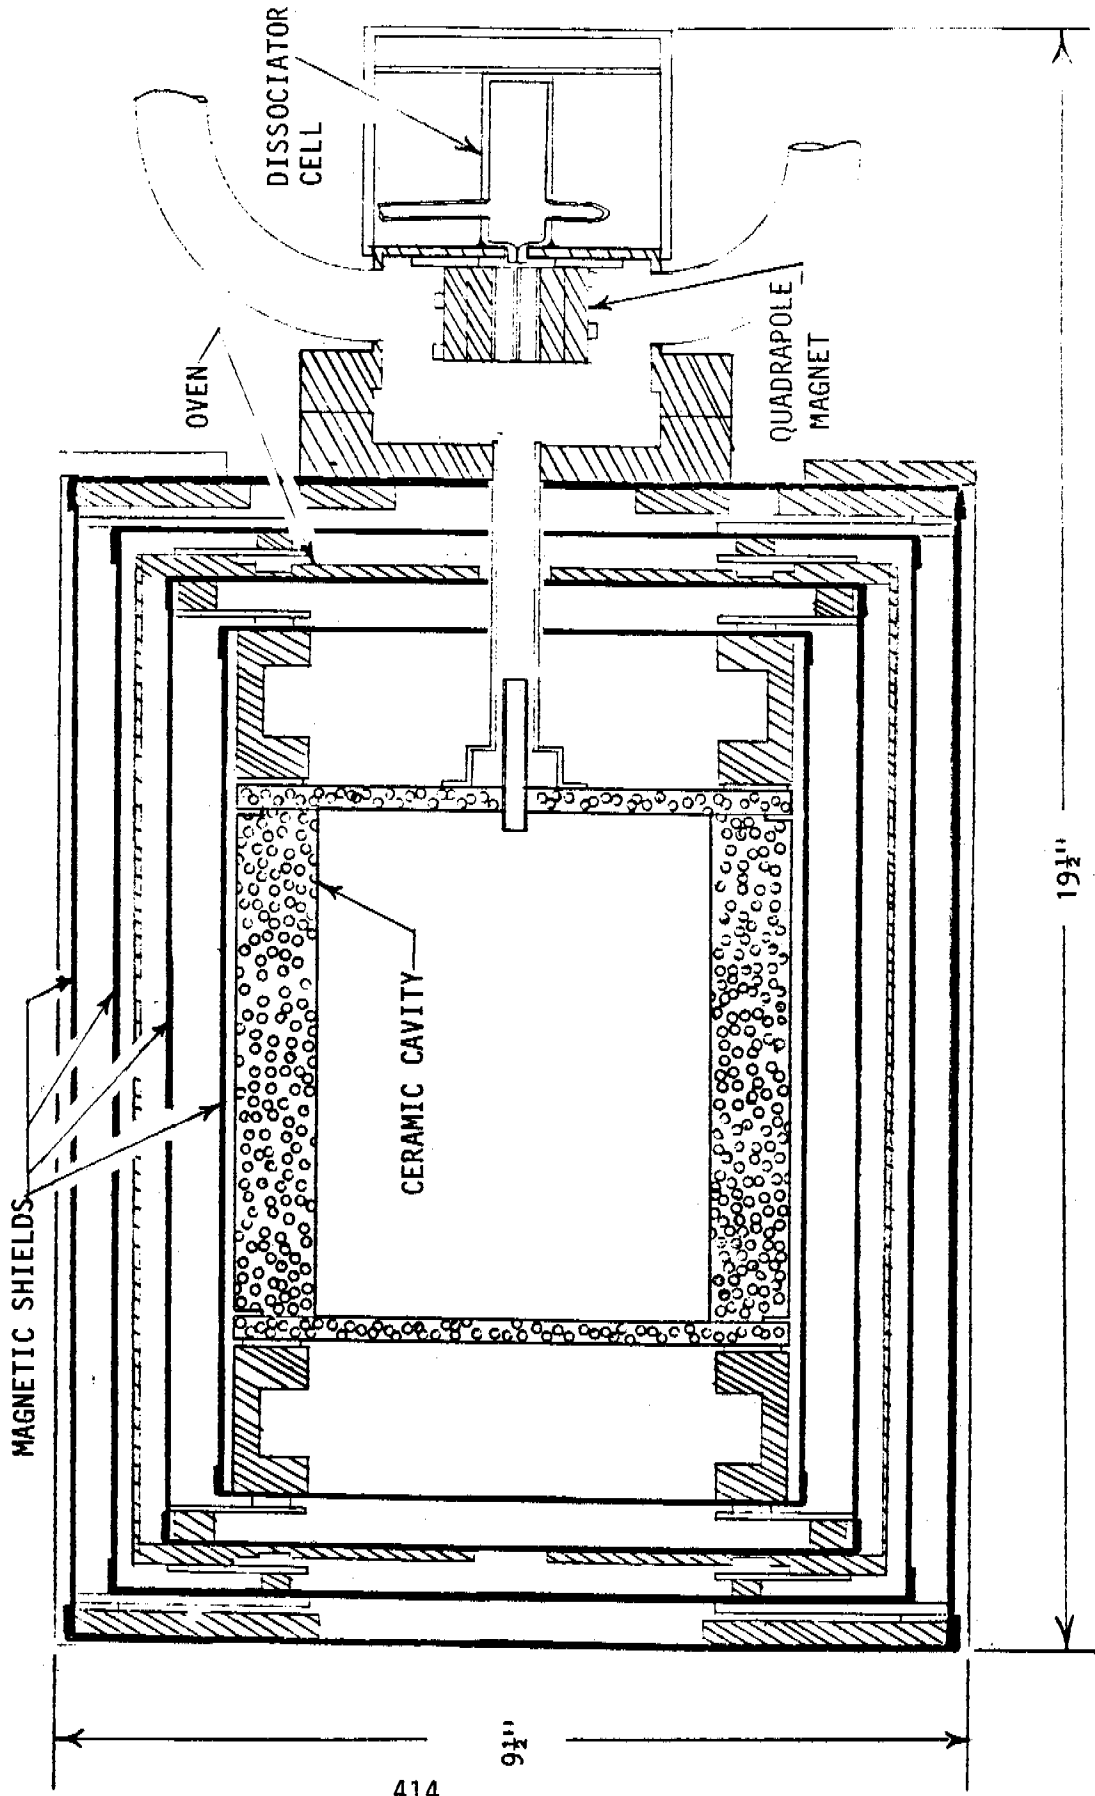 DISSOCIATOR
CELL
OVEN
QUADRAPOLE
MAGNET
MAGNETIC SHIELDS
CERAMIC CAVITY
19½"
9½"
414